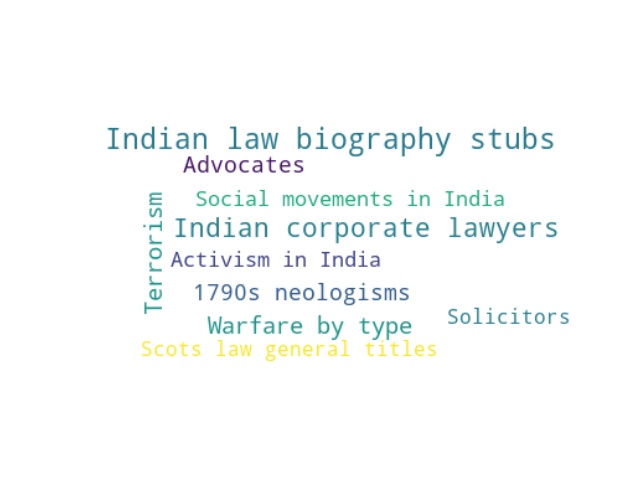 Indian law biography stubs
Advocates
Social movements in India
Terrorism
Indian corporate lawyers
Activism in India
1790s neologisms
Solicitors
Warfare by type
Scots law general titles